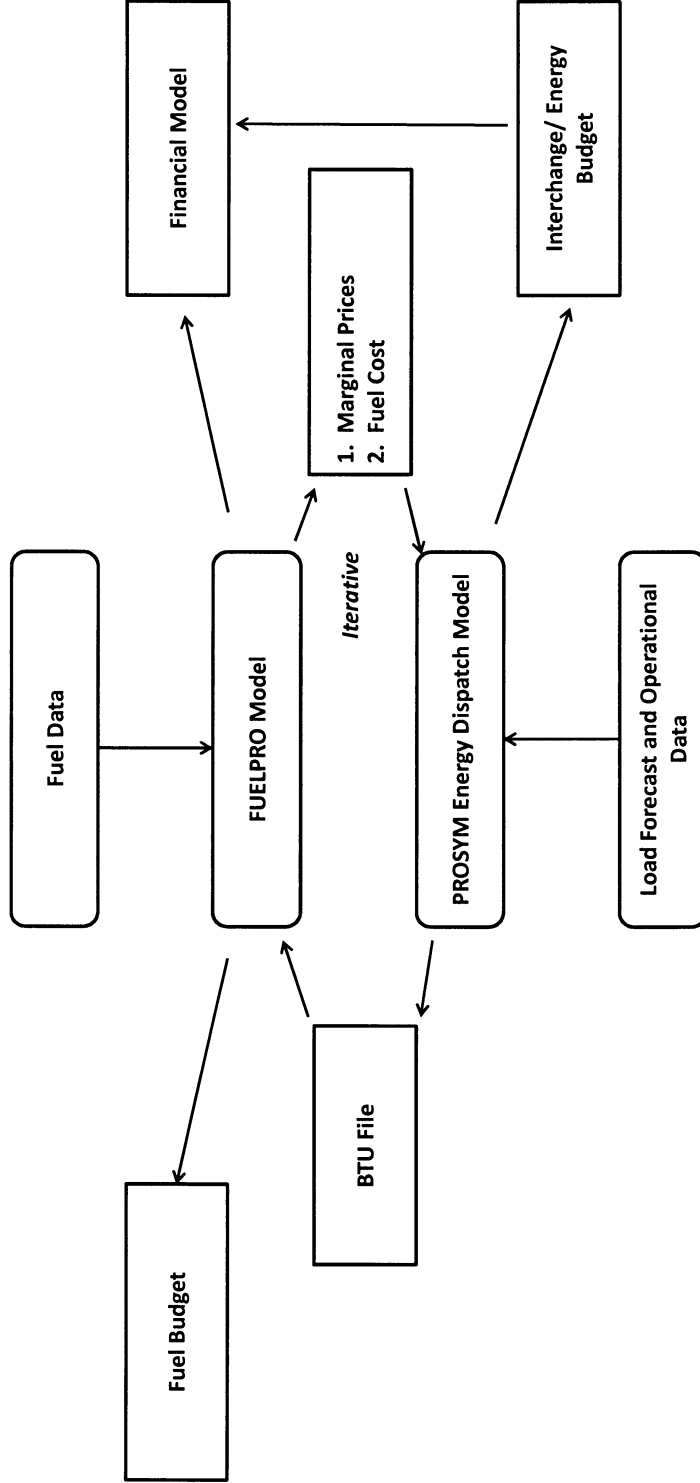 Fuel Data
Fuel Budget
FUELPRO Model
Financial Model
BTU File
Iterative
1. Marginal Prices
2. Fuel Cost
PROSYM Energy Dispatch Model
Interchange/ Energy
Budget
Load Forecast and Operational
Data